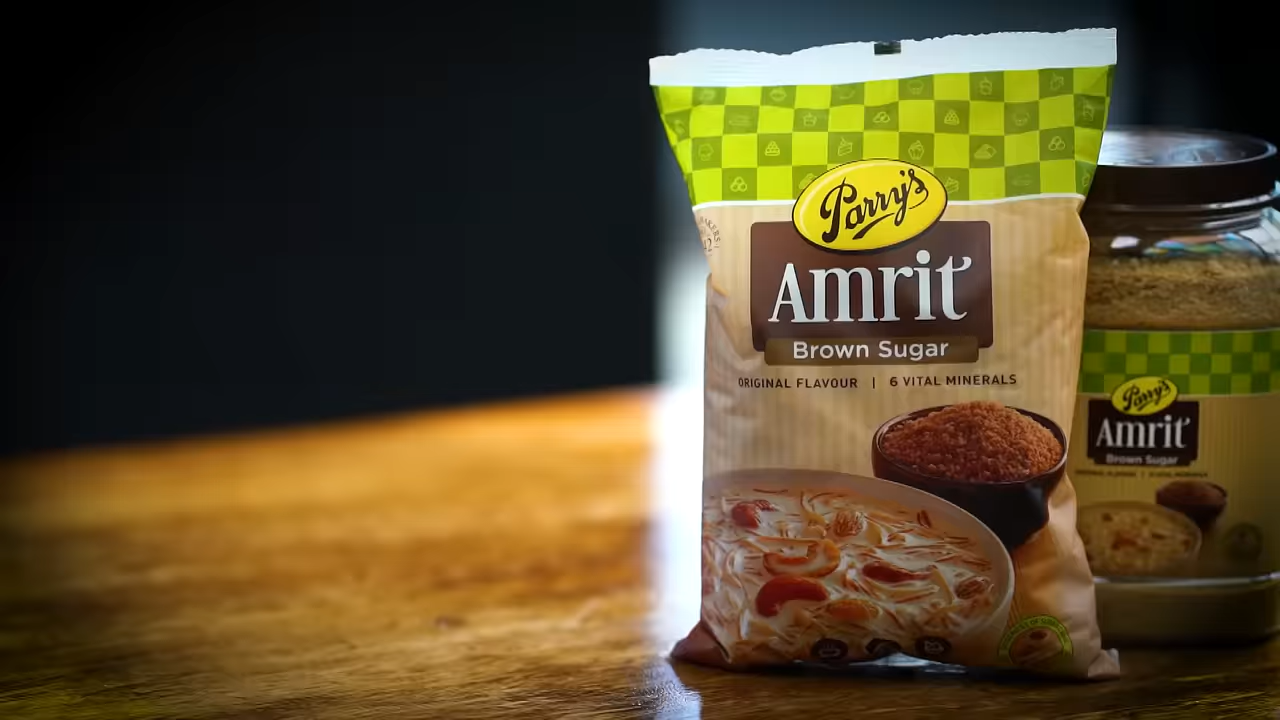 Parry's
Amrit
Brown Sugar
ORIGINAL FLAVOUR | 6 VITAL MINERALS
Parry's
Amrit
Brown Sugar